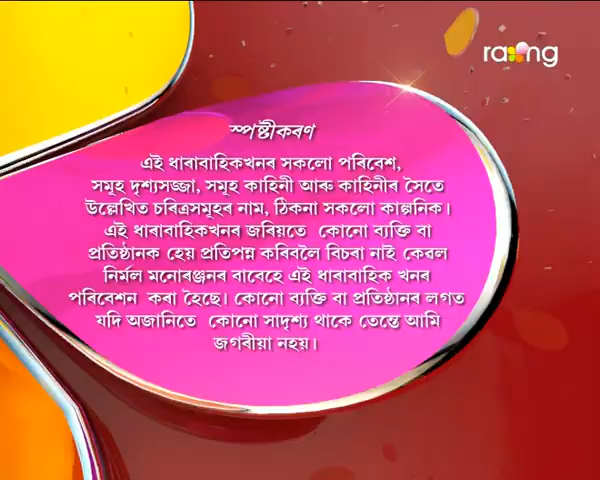 rang
স্পষ্টীকৰণ
এই ধাৰাবাহিকখনৰ সকলো পৰিবেশ,
সমূহ দৃশ্যসজ্জা, সমূহ কাহিনী আৰু কাহিনীৰ সৈতে
উল্লেখিত চৰিত্ৰসমূহৰ নাম, ঠিকনা সকলো কাল্পনিক।
এই ধাৰাবাহিকখনৰ জৰিয়তে কোনো ব্যক্তি বা
প্ৰতিষ্ঠানক হেয় প্ৰতিপন্ন কৰিবলৈ বিচৰা নাই কেৱল
নিৰ্মল মনোৰঞ্জনৰ বাবেহে এই ধাৰাবাহিক খনৰ
পৰিবেশন কৰা হৈছে। কোনো ব্যক্তি বা প্ৰতিষ্ঠানৰ লগত
যদি অজানিতে কোনো সাদৃশ্য থাকে তেন্তে আমি
জগৰীয়া নহয়।